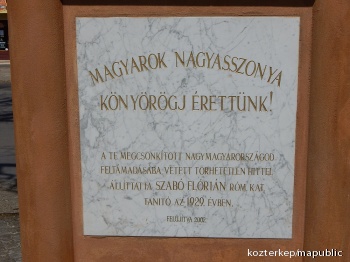 MAGYAROK NAGYASSZONYA
KÖNYÖRÖGJ ÉRETTÜNK!
A TE MEGCSONKÍTOTT NAGYMAGYARORSZÁGOD
FELTÁMADÁSÁBA VETETT TÖRHETETLEN HITTEL
ÁLLÍTTATTA SZABÓ FLÓRIÁN RÓM. KAT.
TANÍTÓ AZ 1929. ÉVBEN.
FELÚJÍTVA 2002.
kozterkep/mapublic